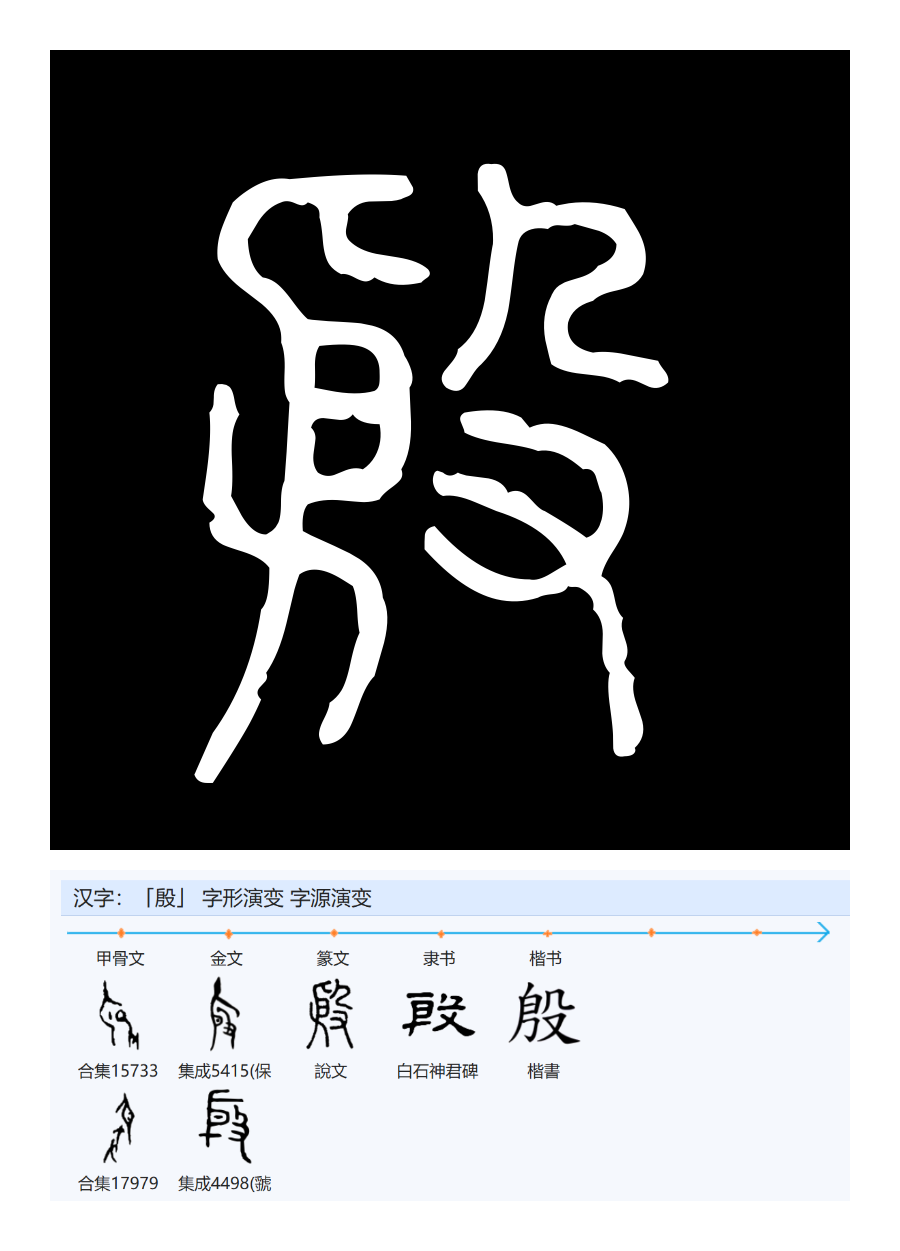 殷
汉字：「殷」 字形演变 字源演变
甲骨文 金文 篆文 隶书 楷书
合集15733 集成5415(保 說文 白石神君碑 楷書
合集17979 集成4498(虢